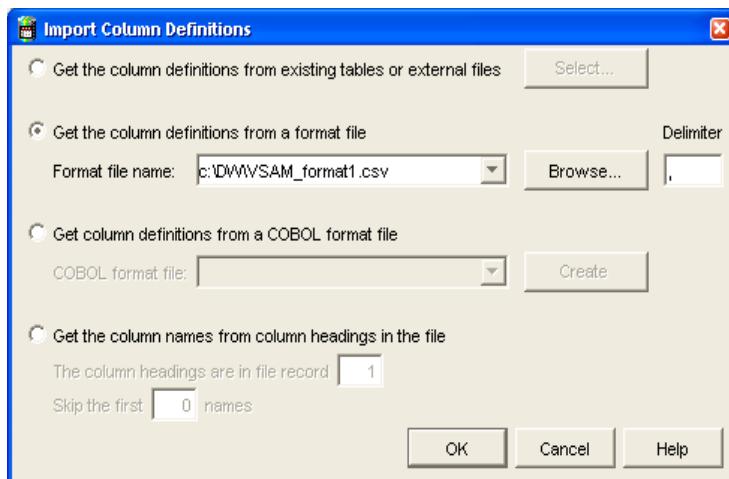 Import Column Definitions
Get the column definitions from existing tables or external files Select...
Get the column definitions from a format file Delimiter
Format file name: c:\DW\VSAM_format1.csv Browse... ,
Get column definitions from a COBOL format file
COBOL format file: Create
Get the column names from column headings in the file
The column headings are in file record 1
Skip the first 0 names
OK Cancel Help